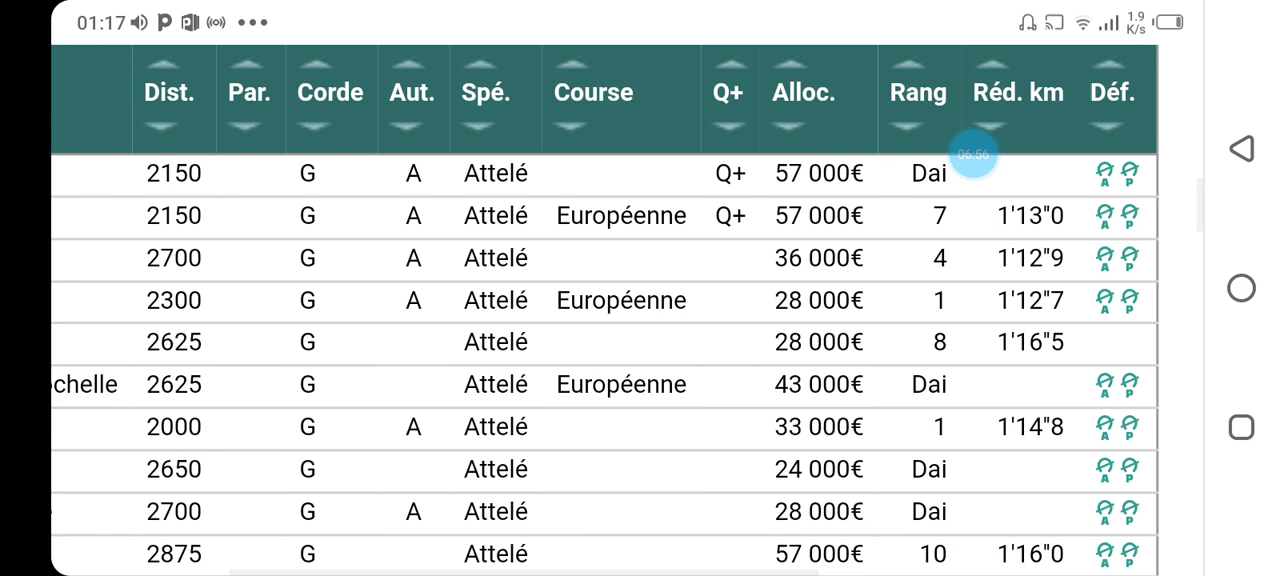 01:17 1.9 K/s
Dist. Par. Corde Aut. Spé. Course Q+ Alloc. Rang Réd. km Déf.
06:56
2150 G A Attelé Q+ 57 000€ Dai A P
2150 G A Attelé Européenne Q+ 57 000€ 7 1'13"0 A P
2700 G A Attelé 36 000€ 4 1'12"9 A P
2300 G A Attelé Européenne 28 000€ 1 1'12"7 A P
2625 G Attelé 28 000€ 8 1'16"5
ochelle 2625 G Attelé Européenne 43 000€ Dai A P
2000 G A Attelé 33 000€ 1 1'14"8 A P
2650 G Attelé 24 000€ Dai A P
2700 G A Attelé 28 000€ Dai A P
2875 G Attelé 57 000€ 10 1'16"0 A P